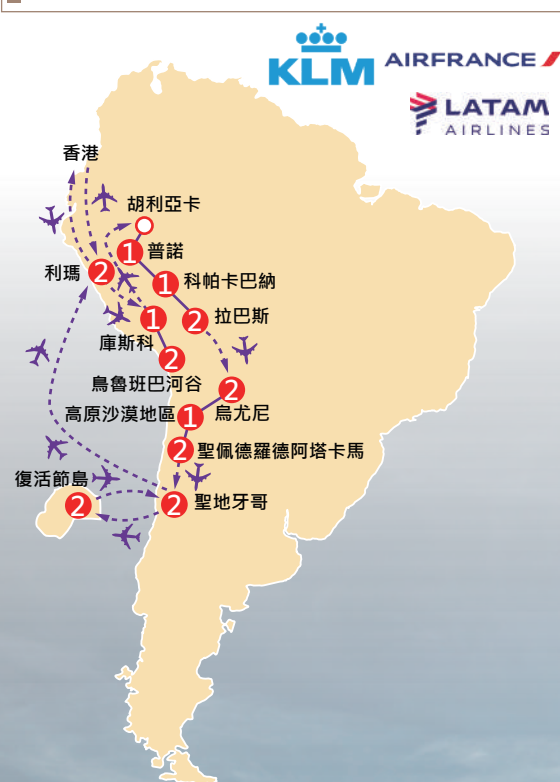 KLM
AIRFRANCE
LATAM
AIRLINES
香港
胡利亞卡
1
普諾
利瑪
2
1
科帕卡巴納
1
2
拉巴斯
庫斯科
2
烏魯班巴河谷
2
高原沙漠地區
1
烏尤尼
2
聖佩德羅德阿塔卡馬
復活節島
2
2
聖地牙哥